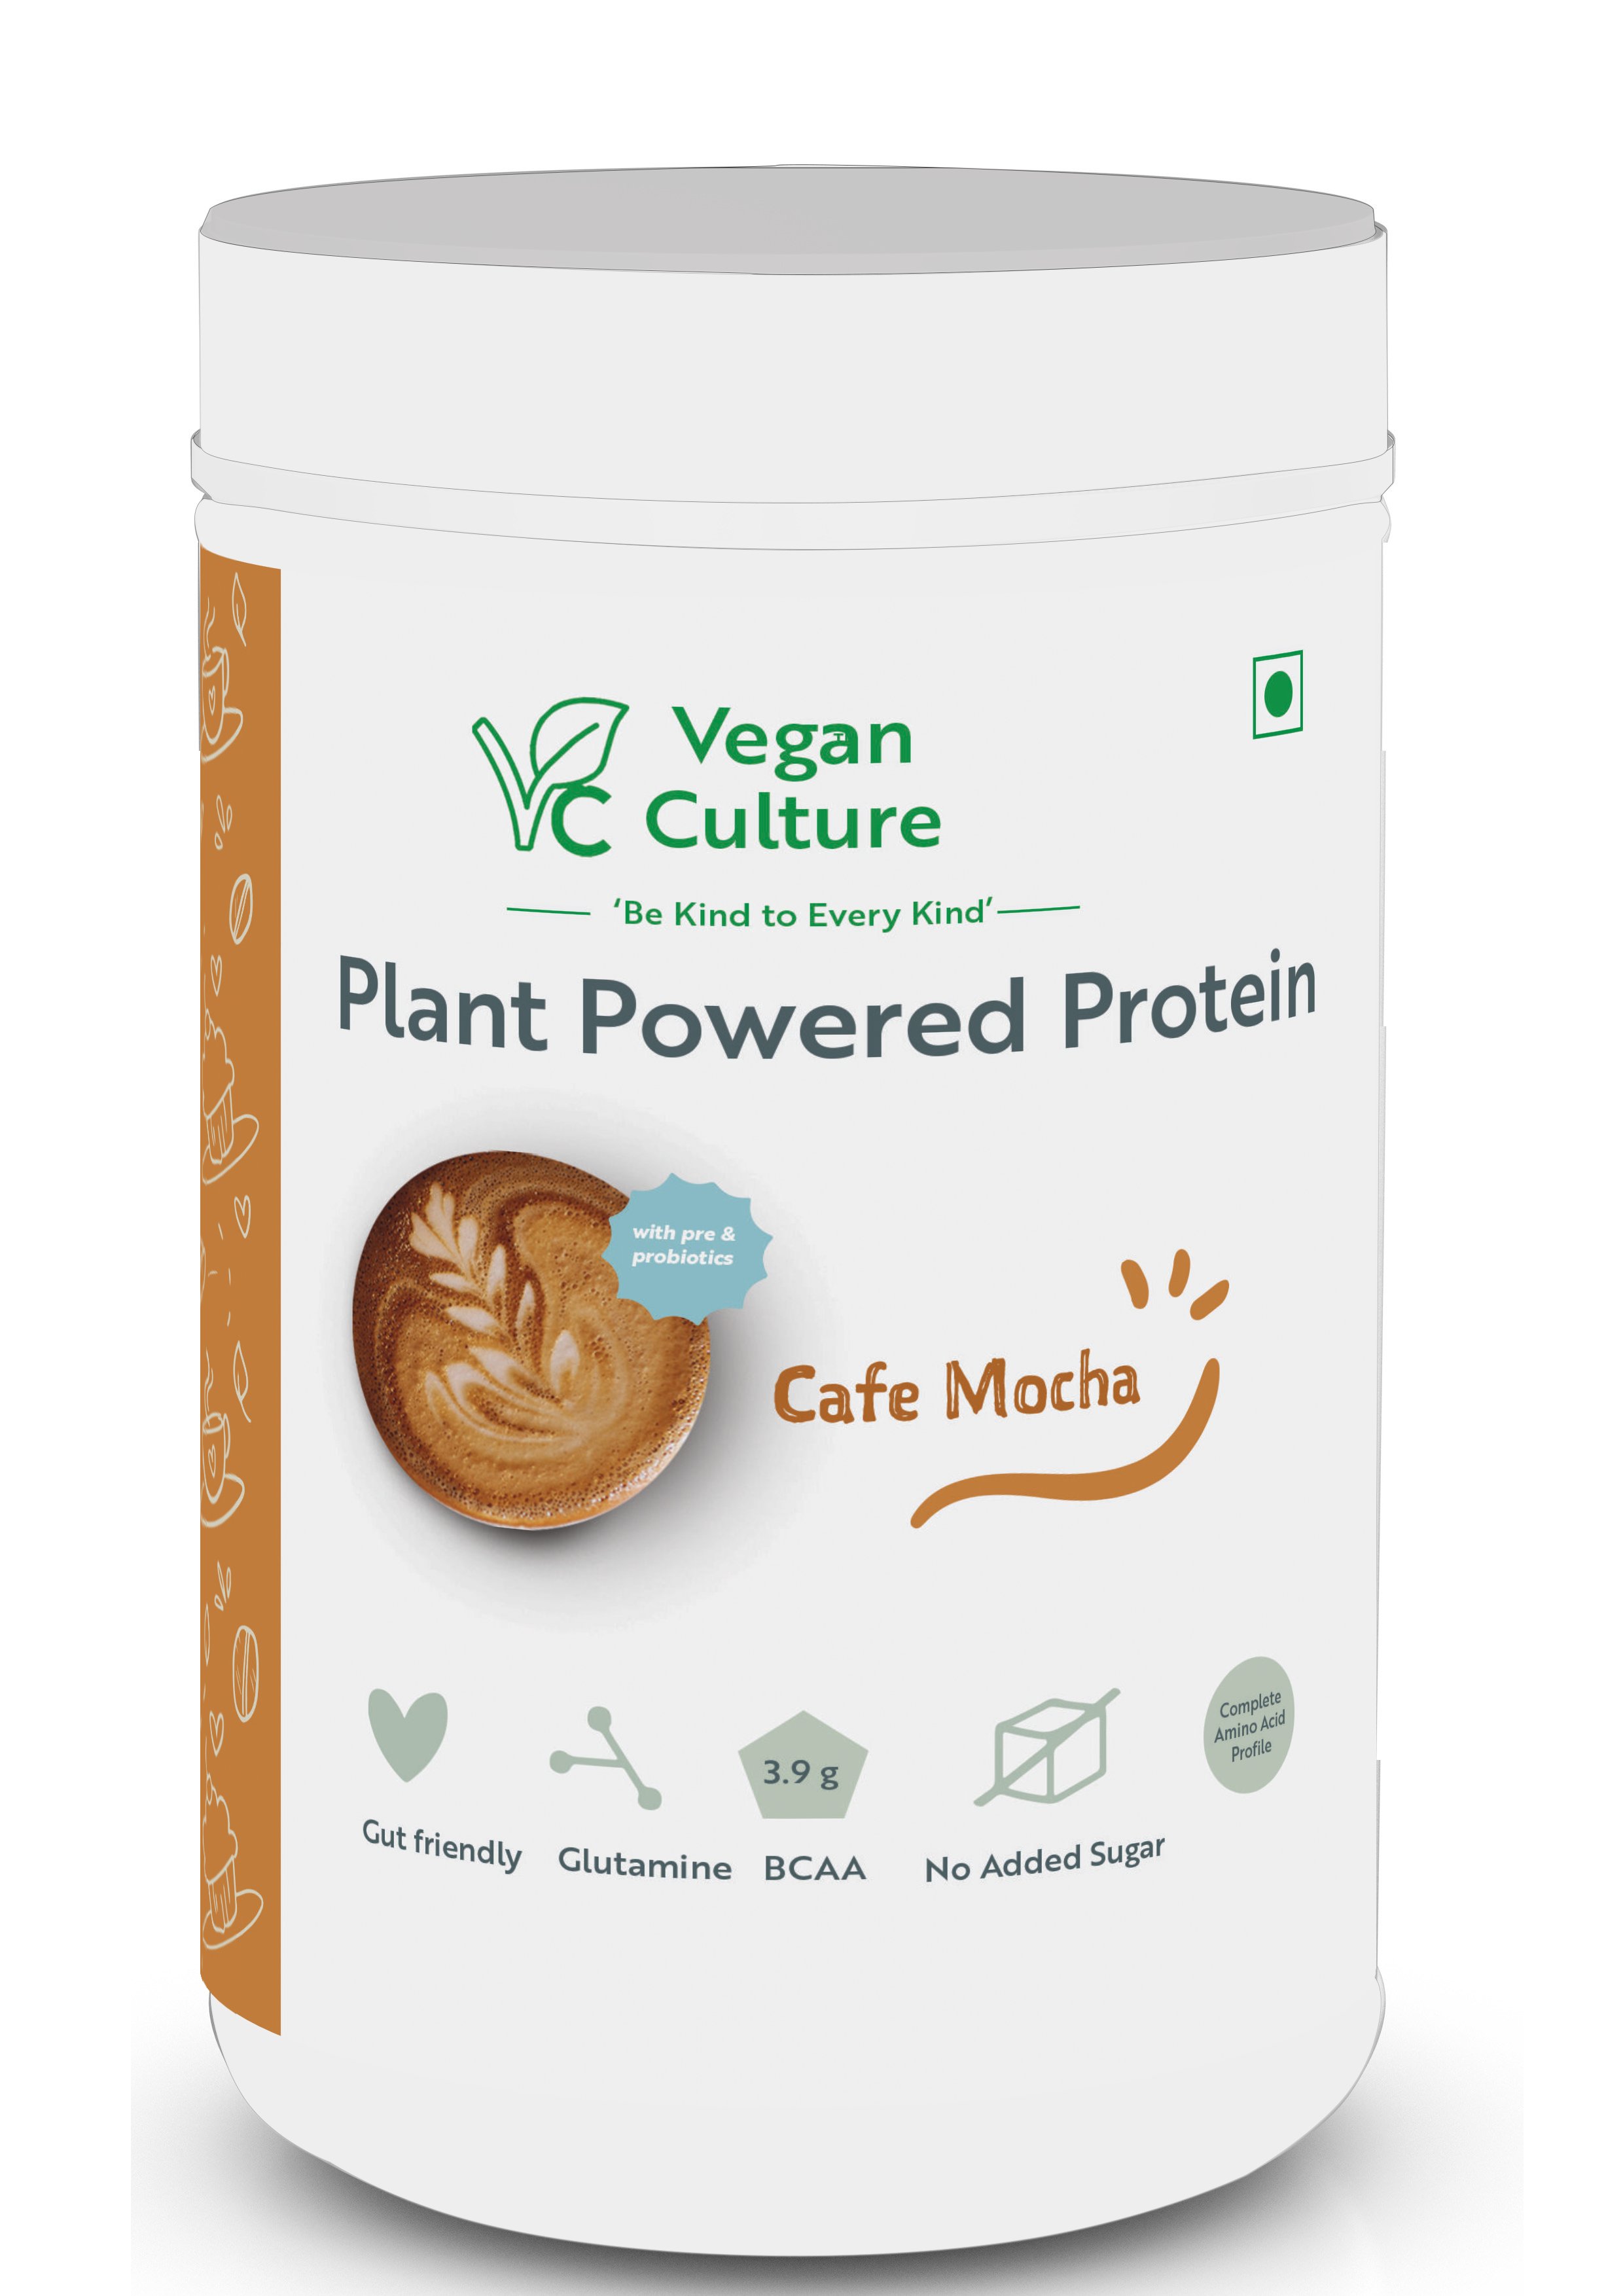 Vegan
Culture
'Be Kind to Every Kind'
Plant Powered Protein
with pre &
probiotics
Cafe Mocha
3.9 g
Complete
Amino Acid
Profile
Gut friendly
Glutamine
BCAA
No Added Sugar